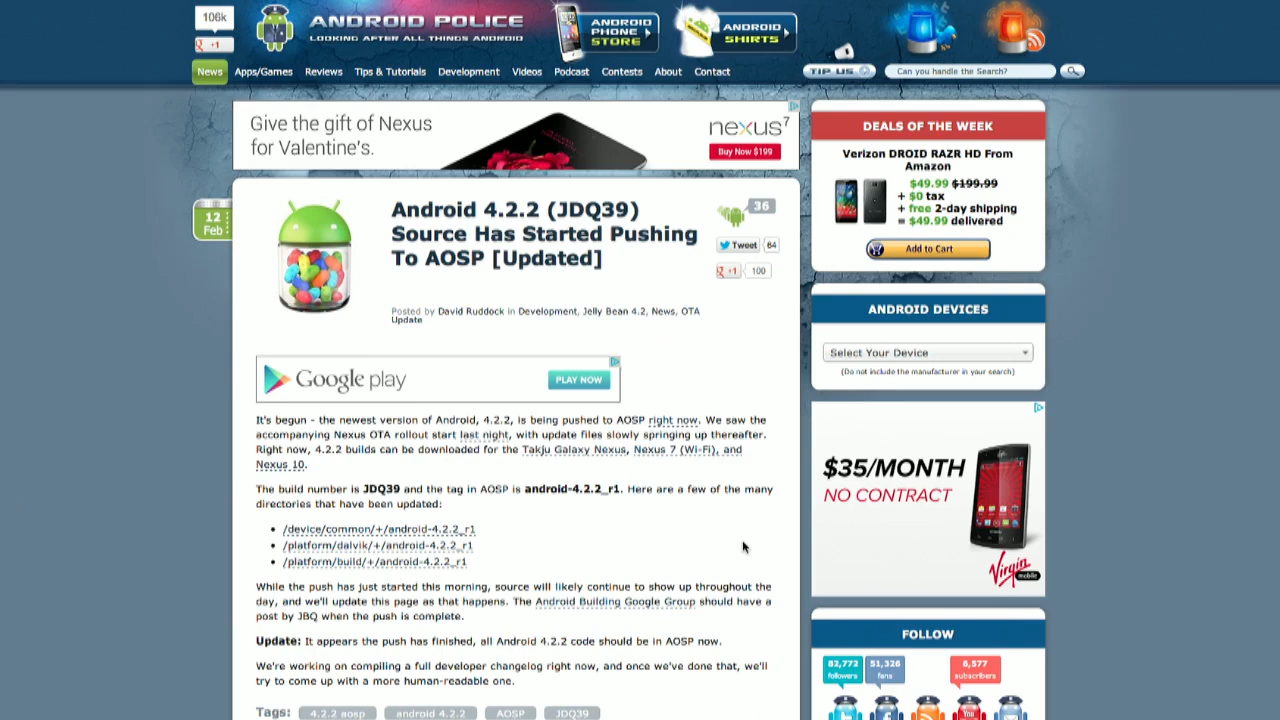 106k
+1
ANDROID POLICE
LOOKING AFTER ALL THINGS ANDROID
ANDROID
PHONE
STORE
ANDROID
SHIRTS
News Apps/Games Reviews Tips & Tutorials Development Videos Podcast Contests About Contact
TIP US
Can you handle the Search?
Give the gift of Nexus
for Valentine's.
nexus7
Buy Now $199
12
Feb
Android 4.2.2 (JDQ39)
Source Has Started Pushing
To AOSP [Updated]
36
Tweet 64
+1 100
Posted by David Ruddock in Development, Jelly Bean 4.2, News, OTA
Update
Google play
PLAY NOW
It's begun - the newest version of Android, 4.2.2, is being pushed to AOSP right now. We saw the
accompanying Nexus OTA rollout start last night, with update files slowly springing up thereafter.
Right now, 4.2.2 builds can be downloaded for the Takju Galaxy Nexus, Nexus 7 (Wi-Fi), and
Nexus 10.
The build number is JDQ39 and the tag in AOSP is android-4.2.2_r1. Here are a few of the many
directories that have been updated:
• /device/common/+/android-4.2.2_r1
• /platform/dalvik/+/android-4.2.2_r1
• /platform/build/+/android-4.2.2_r1
While the push has just started this morning, source will likely continue to show up throughout the
day, and we'll update this page as that happens. The Android Building Google Group should have a
post by JBQ when the push is complete.
Update: It appears the push has finished, all Android 4.2.2 code should be in AOSP now.
We're working on compiling a full developer changelog right now, and once we've done that, we'll
try to come up with a more human-readable one.
Tags: 4.2.2 aosp android 4.2.2 AOSP JDQ39
DEALS OF THE WEEK
Verizon DROID RAZR HD From
Amazon
$49.99 $199.99
+ $0 tax
+ free 2-day shipping
= $49.99 delivered
Add to Cart
ANDROID DEVICES
Select Your Device
(Do not include the manufacturer in your search)
$35/MONTH
NO CONTRACT
Virgin
mobile
FOLLOW
82,772
followers
51,326
fans
6,577
subscribers
You